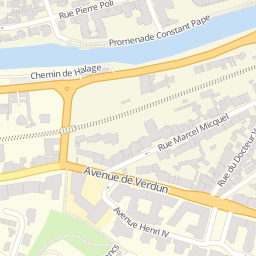 Rue Pierre Poli
Promenade Constant Pape
Chemin de Halage
Rue Marcel Micquel
Rue du Docteur
Avenue de Verdun
Avenue Henri IV